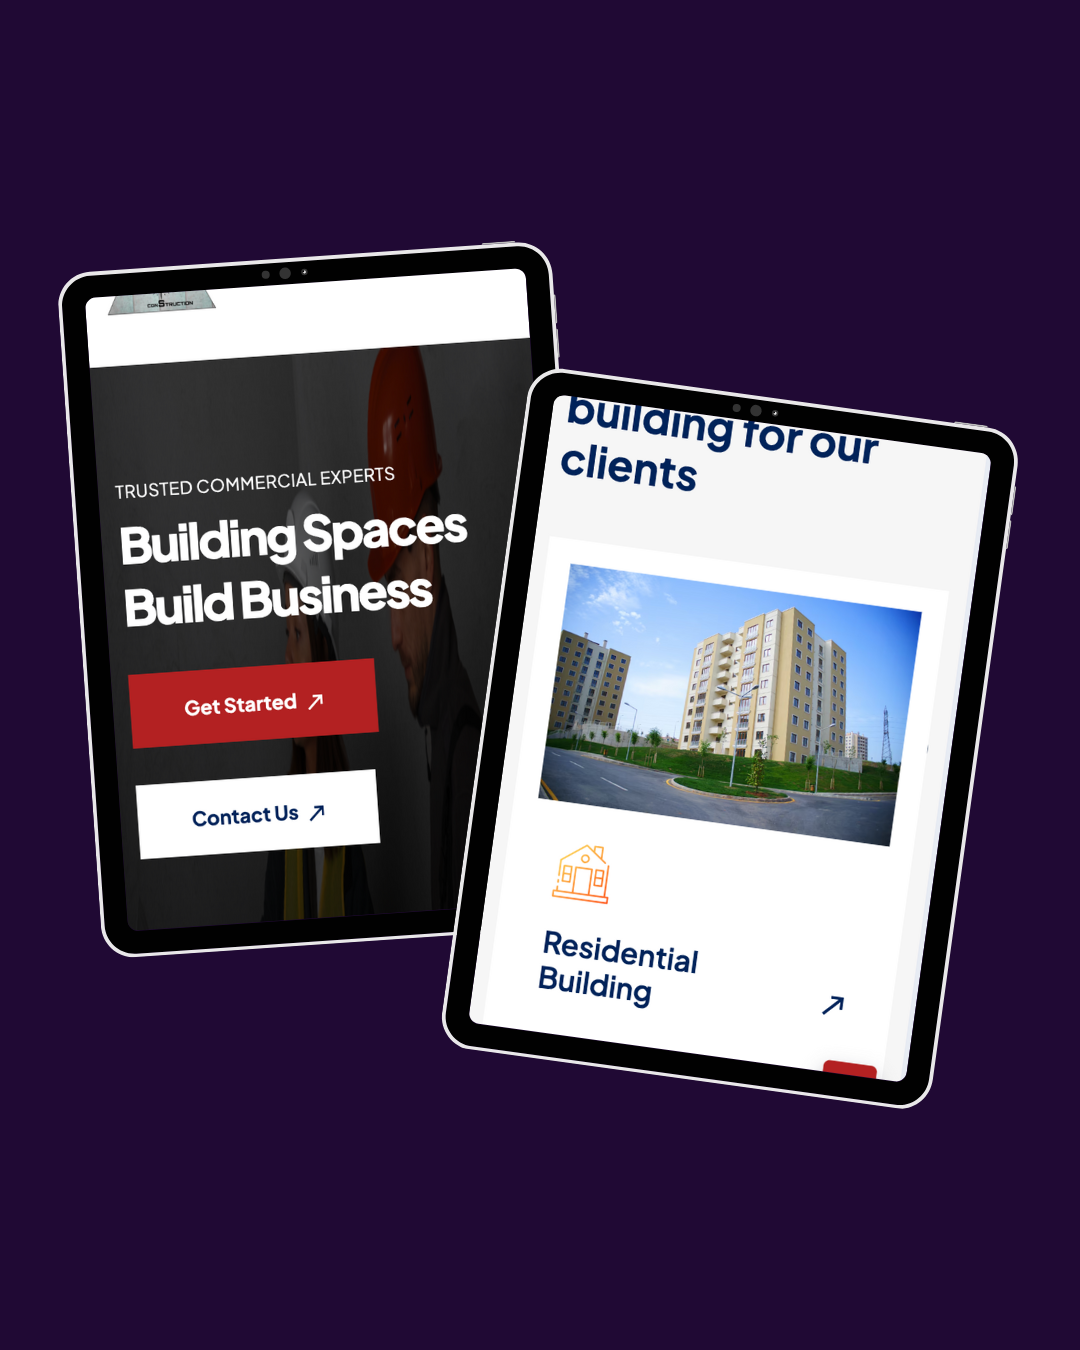 conSTRUCTION
TRUSTED COMMERCIAL EXPERTS
Building Spaces
Build Business
Get Started
Contact Us
building for our
clients
Residential
Building